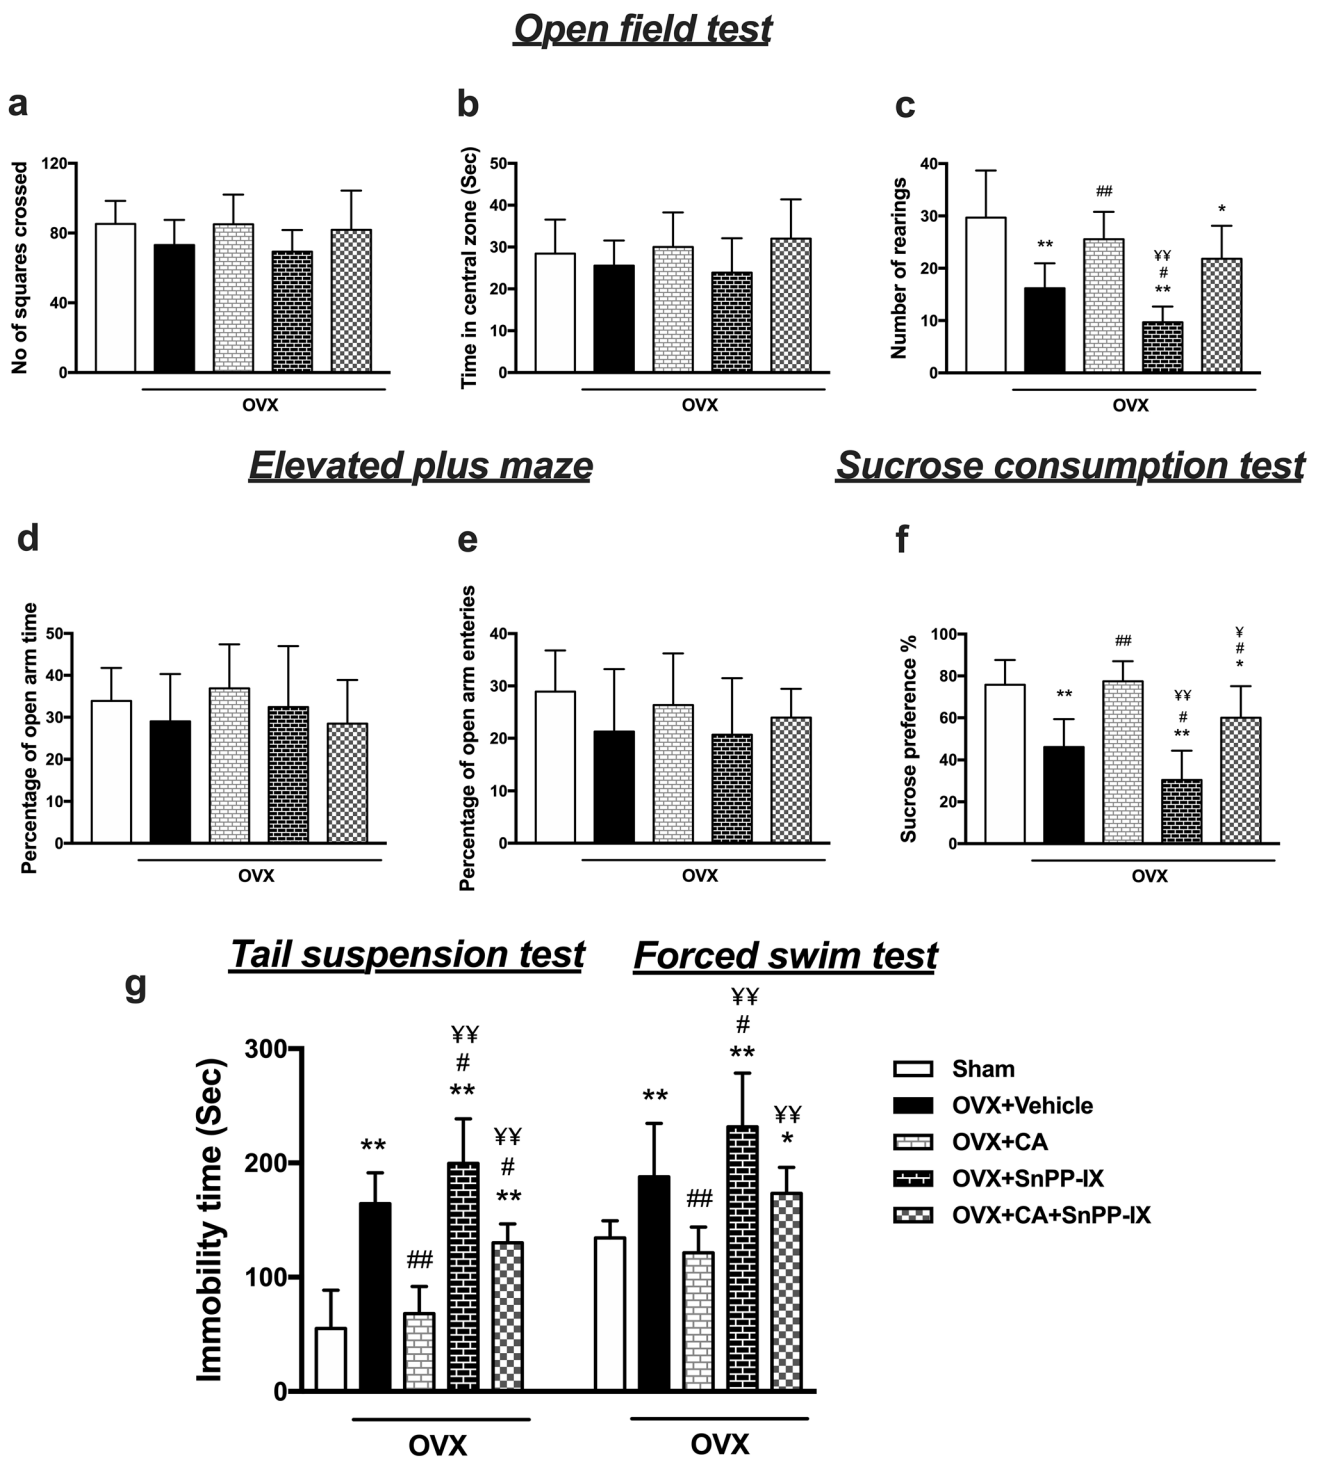 Open field test
a
b
c
No of squares crossed
120
80
40
0
OVX
Time in central zone (Sec)
50
40
30
20
10
0
OVX
Number of rearings
40
30
20
10
0
**
##
¥¥
#
**
*
OVX
Elevated plus maze
Sucrose consumption test
d
e
f
Percentage of open arm time
50
40
30
20
10
0
OVX
Percentage of open arm enteries
40
30
20
10
0
OVX
Sucrose preference %
100
80
60
40
20
0
**
##
¥¥
#
**
¥
#
*
OVX
Tail suspension test
Forced swim test
g
Immobility time (Sec)
300
200
100
0
**
##
¥¥
#
**
¥¥
#
**
OVX
**
##
¥¥
#
**
¥¥
*
OVX
Sham
OVX+Vehicle
OVX+CA
OVX+SnPP-IX
OVX+CA+SnPP-IX